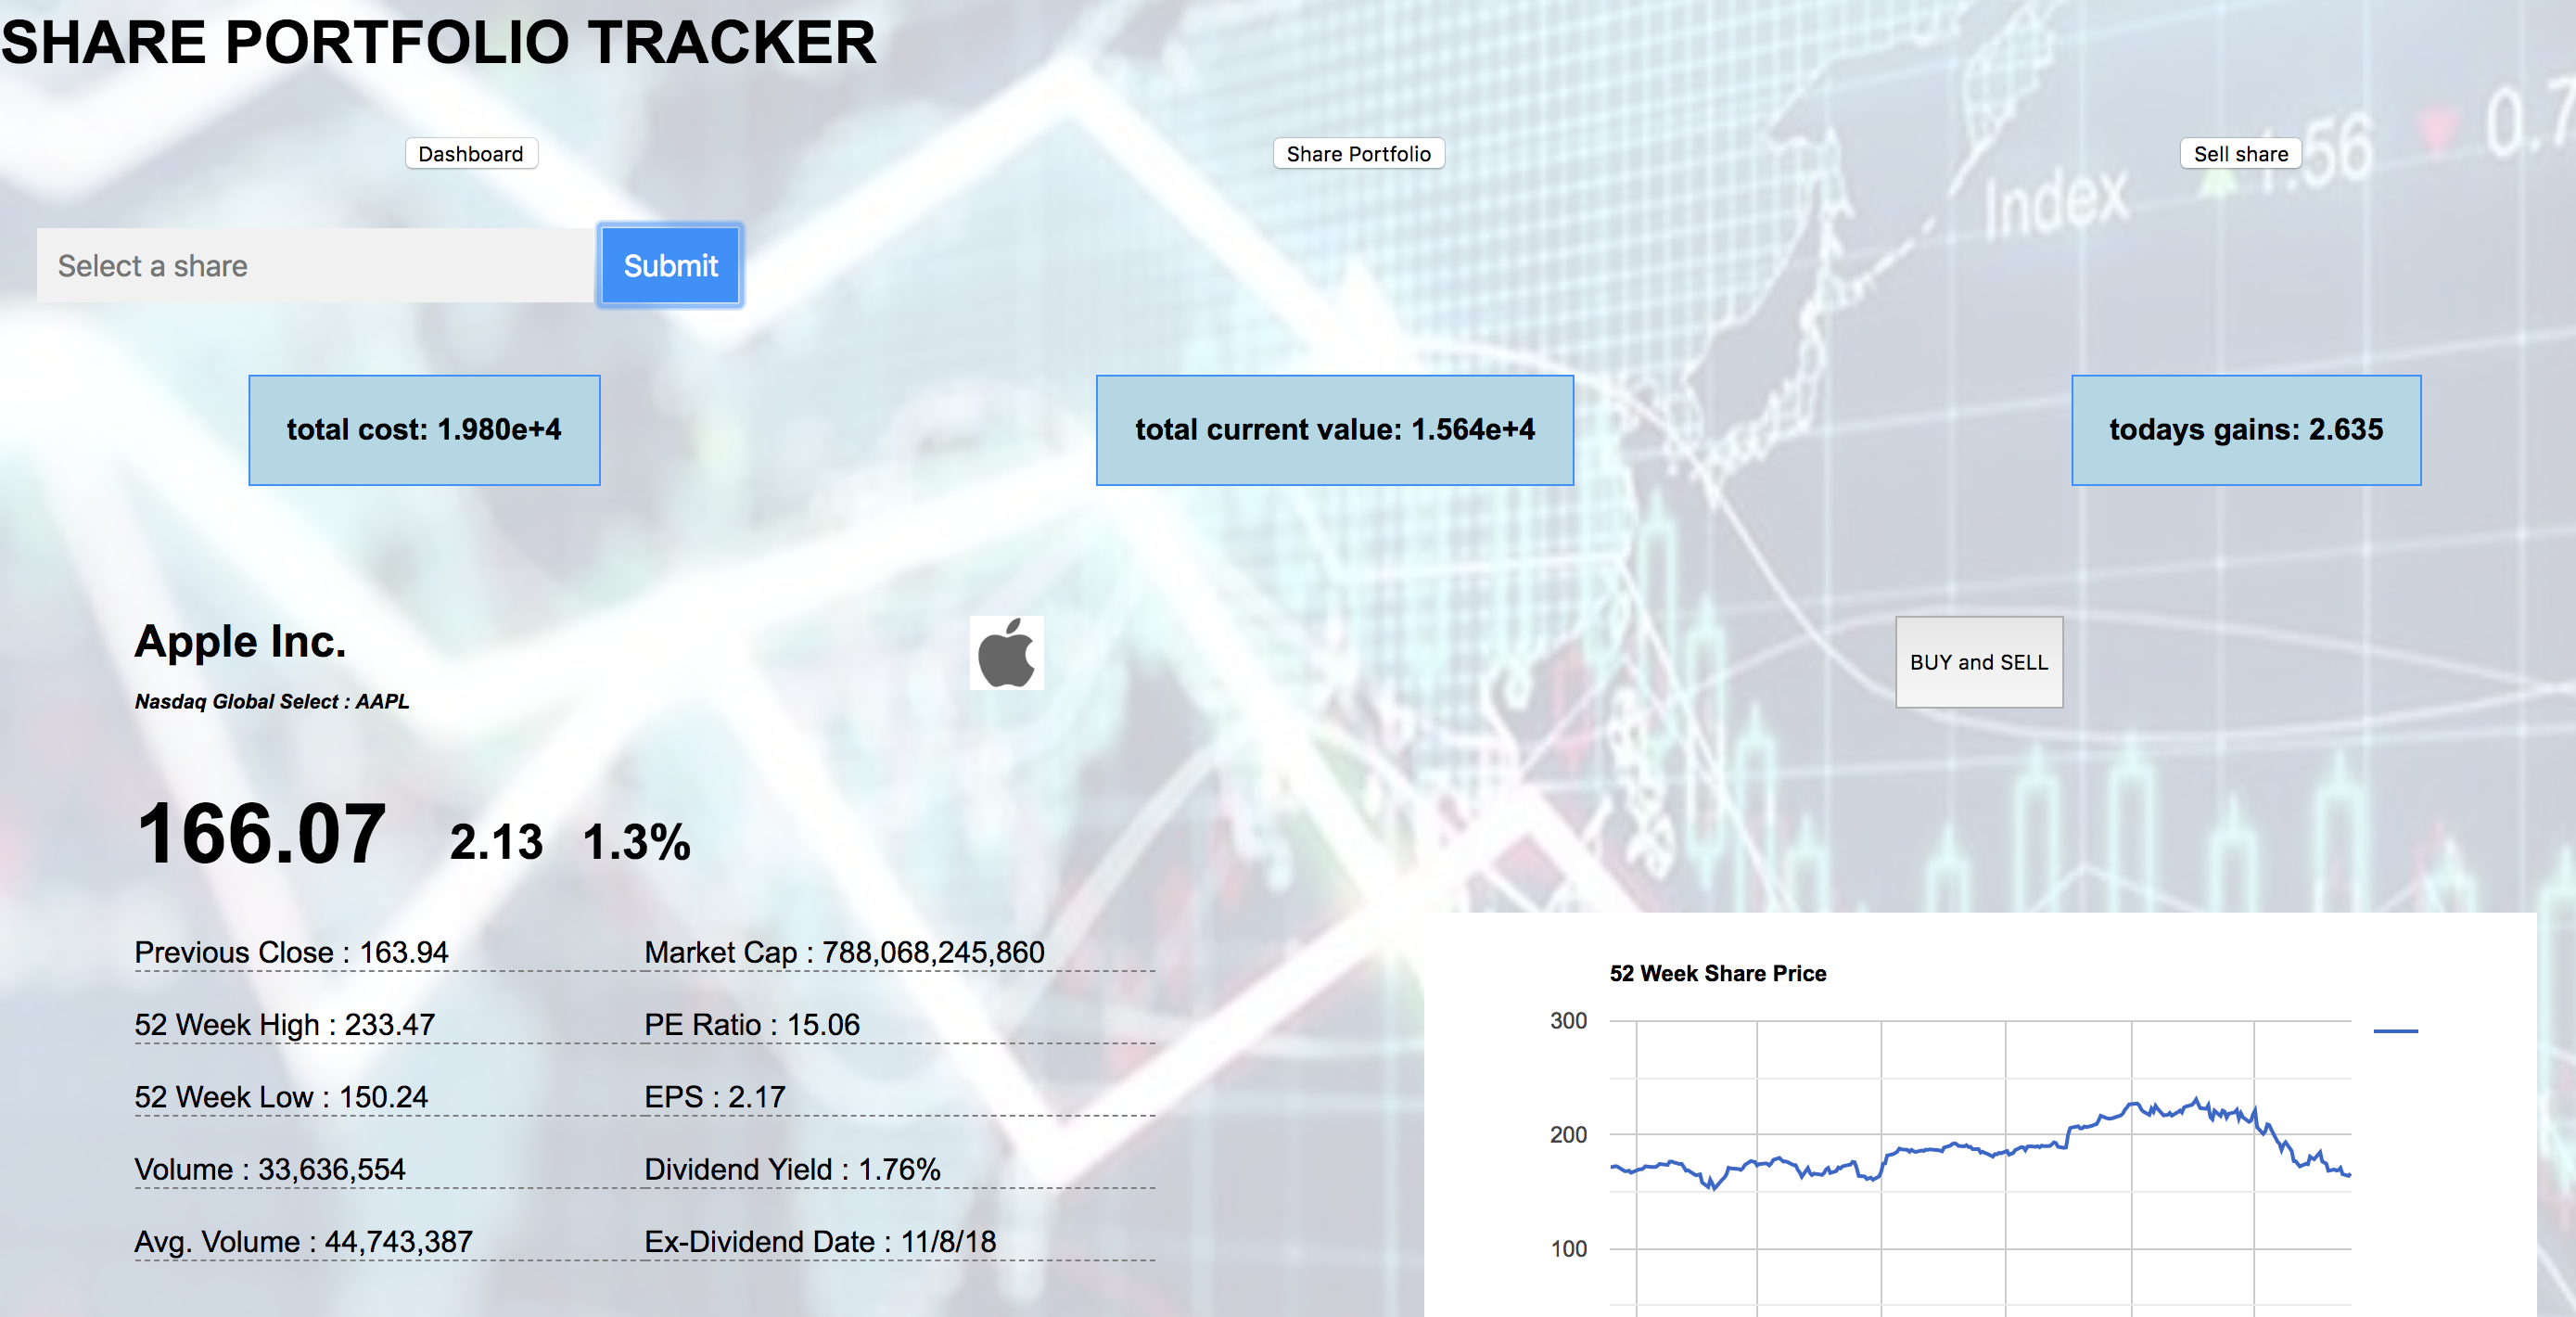 SHARE PORTFOLIO TRACKER
Dashboard
Share Portfolio
Sell share
Index 1.56 0.7
Select a share
Submit
total cost: 1.980e+4
total current value: 1.564e+4
todays gains: 2.635
Apple Inc.
Nasdaq Global Select : AAPL
BUY and SELL
166.07 2.13 1.3%
Previous Close : 163.94
Market Cap : 788,068,245,860
52 Week High : 233.47
PE Ratio : 15.06
52 Week Low : 150.24
EPS : 2.17
Volume : 33,636,554
Dividend Yield : 1.76%
Avg. Volume : 44,743,387
Ex-Dividend Date : 11/8/18
52 Week Share Price
300
200
100